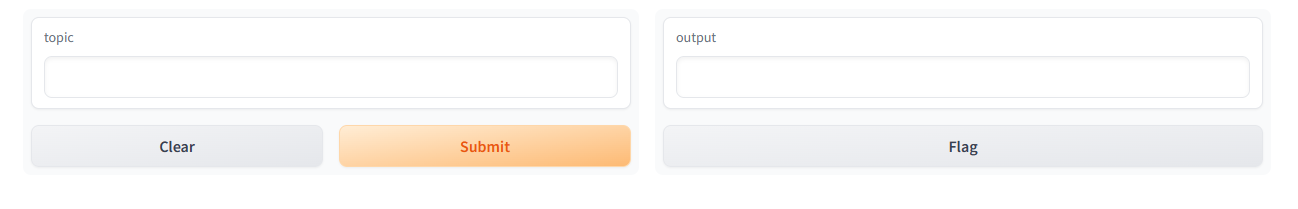 topic
output
Clear
Submit
Flag